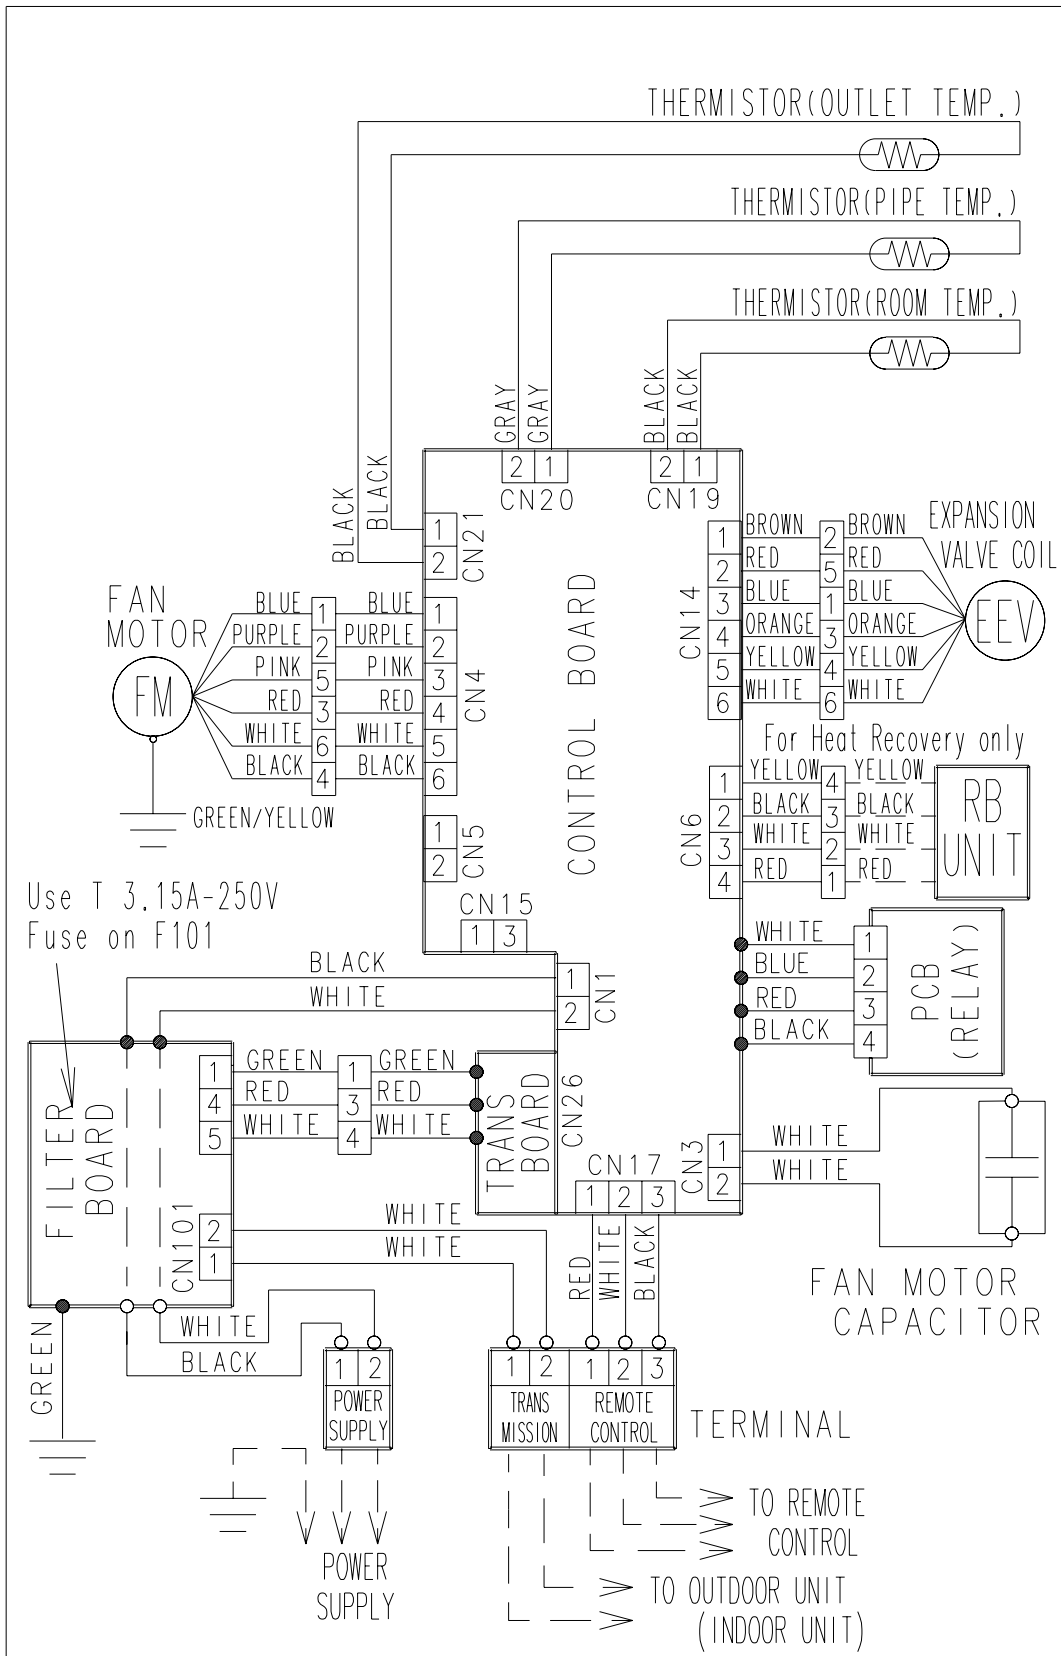 THERMISTOR(OUTLET TEMP.)
THERMISTOR(PIPE TEMP.)
THERMISTOR(ROOM TEMP.)
GRAY
GRAY
BLACK
BLACK
BLACK
BLACK
2 1
CN20
2 1
CN19
1
2
CN21
CONTROL BOARD
FAN
MOTOR
FM
BLUE 1 BLUE 1
PURPLE 2 PURPLE 2
PINK 5 PINK 3
RED 3 RED 4
WHITE 6 WHITE 5
BLACK 4 BLACK 6
CN4
GREEN/YELLOW
1
2
CN5
EXPANSION
VALVE COIL
EEV
CN14
1 BROWN 2 BROWN
2 RED 5 RED
3 BLUE 1 BLUE
4 ORANGE 3 ORANGE
5 YELLOW 4 YELLOW
6 WHITE 6 WHITE
For Heat Recovery only
CN6
1 YELLOW 4 YELLOW
2 BLACK 3 BLACK
3 WHITE 2 WHITE
4 RED 1 RED
RB
UNIT
Use T 3.15A-250V
Fuse on F101
CN15
1 3
BLACK 1
WHITE 2
CN1
WHITE 1
BLUE 2
RED 3
BLACK 4
PCB
(RELAY)
FILTER
BOARD
1 GREEN 1 GREEN
4 RED 3 RED
5 WHITE 4 WHITE
TRANS
BOARD
CN26
CN101
2 WHITE
1 WHITE
CN17
1 2 3
CN3
1 WHITE
2 WHITE
FAN MOTOR
CAPACITOR
RED
WHITE
BLACK
GREEN
WHITE
BLACK
1 2
POWER
SUPPLY
1 2 1 2 3
TRANS
MISSION
REMOTE
CONTROL
TERMINAL
POWER
SUPPLY
TO REMOTE
CONTROL
TO OUTDOOR UNIT
(INDOOR UNIT)